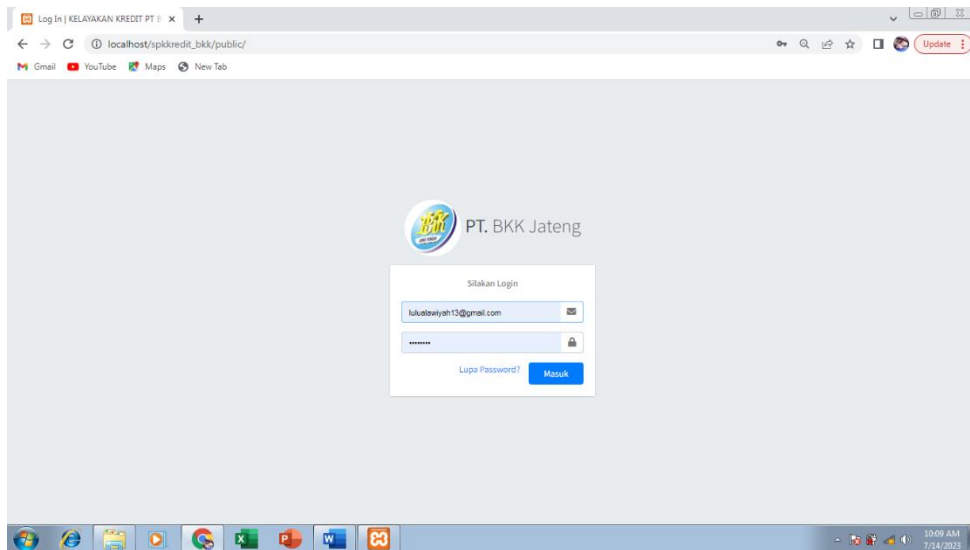 Log In | KELAYAKAN KREDIT PT B
localhost/spkkredit_bkk/public/
Update
Gmail
YouTube
Maps
New Tab
PT. BKK Jateng
Silakan Login
lulualawiyah13@gmail.com
••••••••
Lupa Password?
Masuk
10:09 AM
7/14/2023